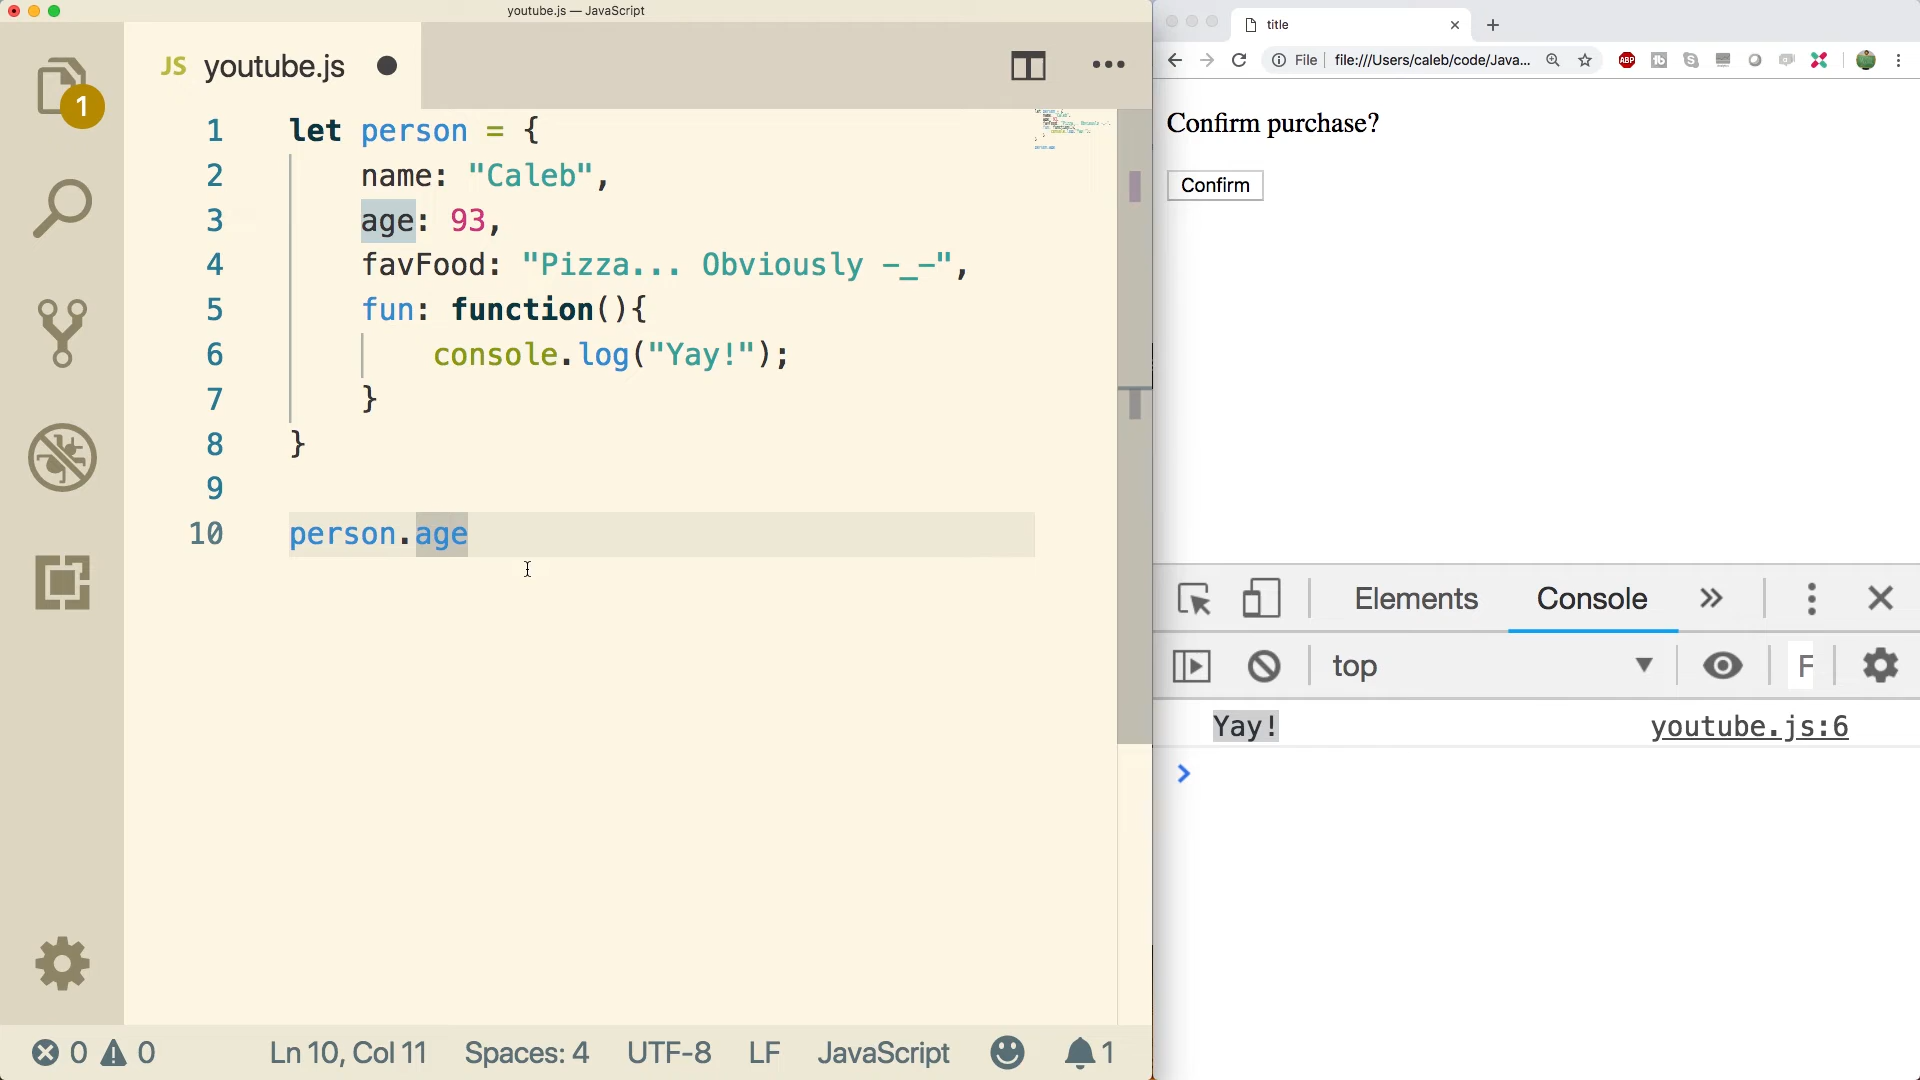 youtube.js — JavaScript
JS youtube.js
1
1 let person = {
2 name: "Caleb",
3 age: 93,
4 favFood: "Pizza... Obviously -_-",
5 fun: function(){
6 console.log("Yay!");
7 }
8 }
9
10 person.age
0 0 Ln 10, Col 11 Spaces: 4 UTF-8 LF JavaScript 1
title
File file:///Users/caleb/code/Java...
ABP
Confirm purchase?
Confirm
Elements Console
top F
Yay! youtube.js:6